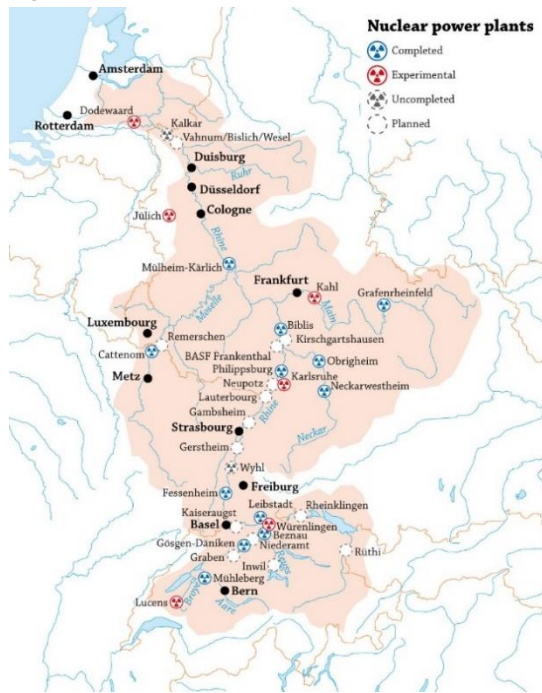 Nuclear power plants
Completed
Experimental
Uncompleted
Planned
Amsterdam
Dodewaard
Rotterdam
Kalkar
Vahnum/Bislich/Wesel
Duisburg
Ruhr
Düsseldorf
Cologne
Jülich
Rhine
Mülheim-Kärlich
Frankfurt
Kahl
Main
Grafenrheinfeld
Moselle
Luxembourg
Remerschen
Biblis
Kirschgartshausen
Cattenom
BASF Frankenthal
Obrigheim
Philippsburg
Karlsruhe
Metz
Neupotz
Neckarwestheim
Lauterbourg
Gambsheim
Rhine
Strasbourg
Neckar
Gerstheim
Wyhl
Freiburg
Fessenheim
Leibstadt
Rheinklingen
Kaiseraugst
Basel
Würenlingen
Beznau
Gösgen-Däniken
Niederamt
Graben
Reuss
Rüthi
Inwil
Mühleberg
Broye
Bern
Aare
Lucens